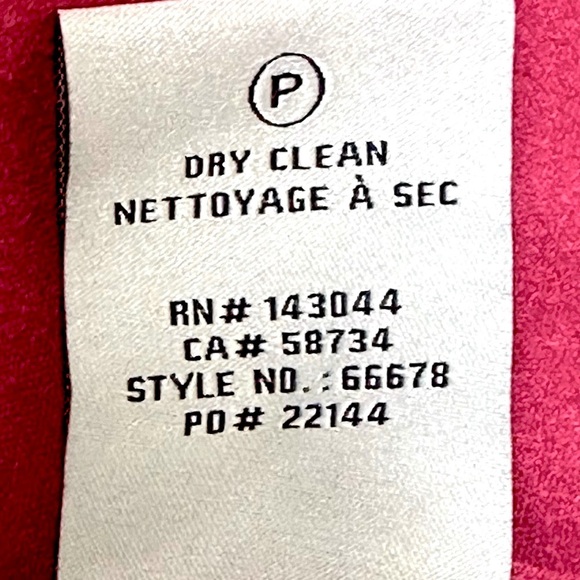 P
DRY CLEAN
NETTOYAGE À SEC
RN# 143044
CA# 58734
STYLE NO.:66678
PO# 22144